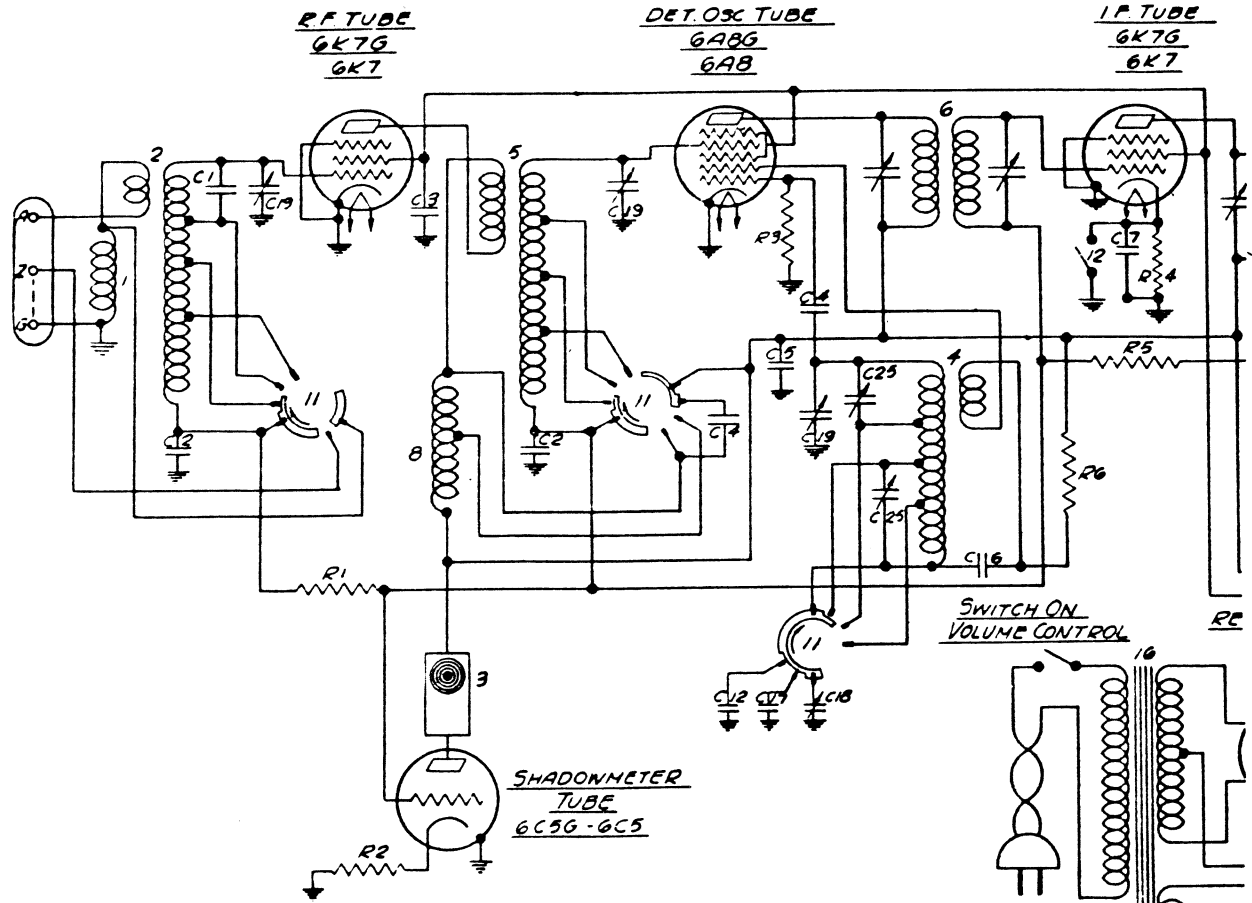 R.F. TUBE
6K7G
6K7
DET. OSC TUBE
6A8G
6A8
I.F. TUBE
6K7G
6K7
2
C1
C19
C3
5
C19
R3
6
12
C7
R4
A
Z
G
1
C4
C5
4
C25
R5
11
C2
8
C2
11
C4
C19
C25
R6
R1
C16
11
SWITCH ON
VOLUME CONTROL
RE
16
3
C12
C17
C18
SHADOWMETER
TUBE
6C5G - 6C5
R2